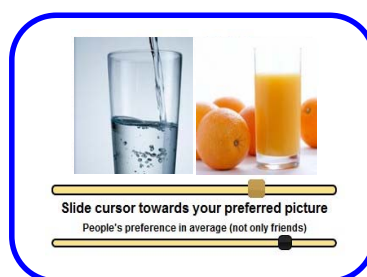 Slide cursor towards your preferred picture
People's preference in average (not only friends)